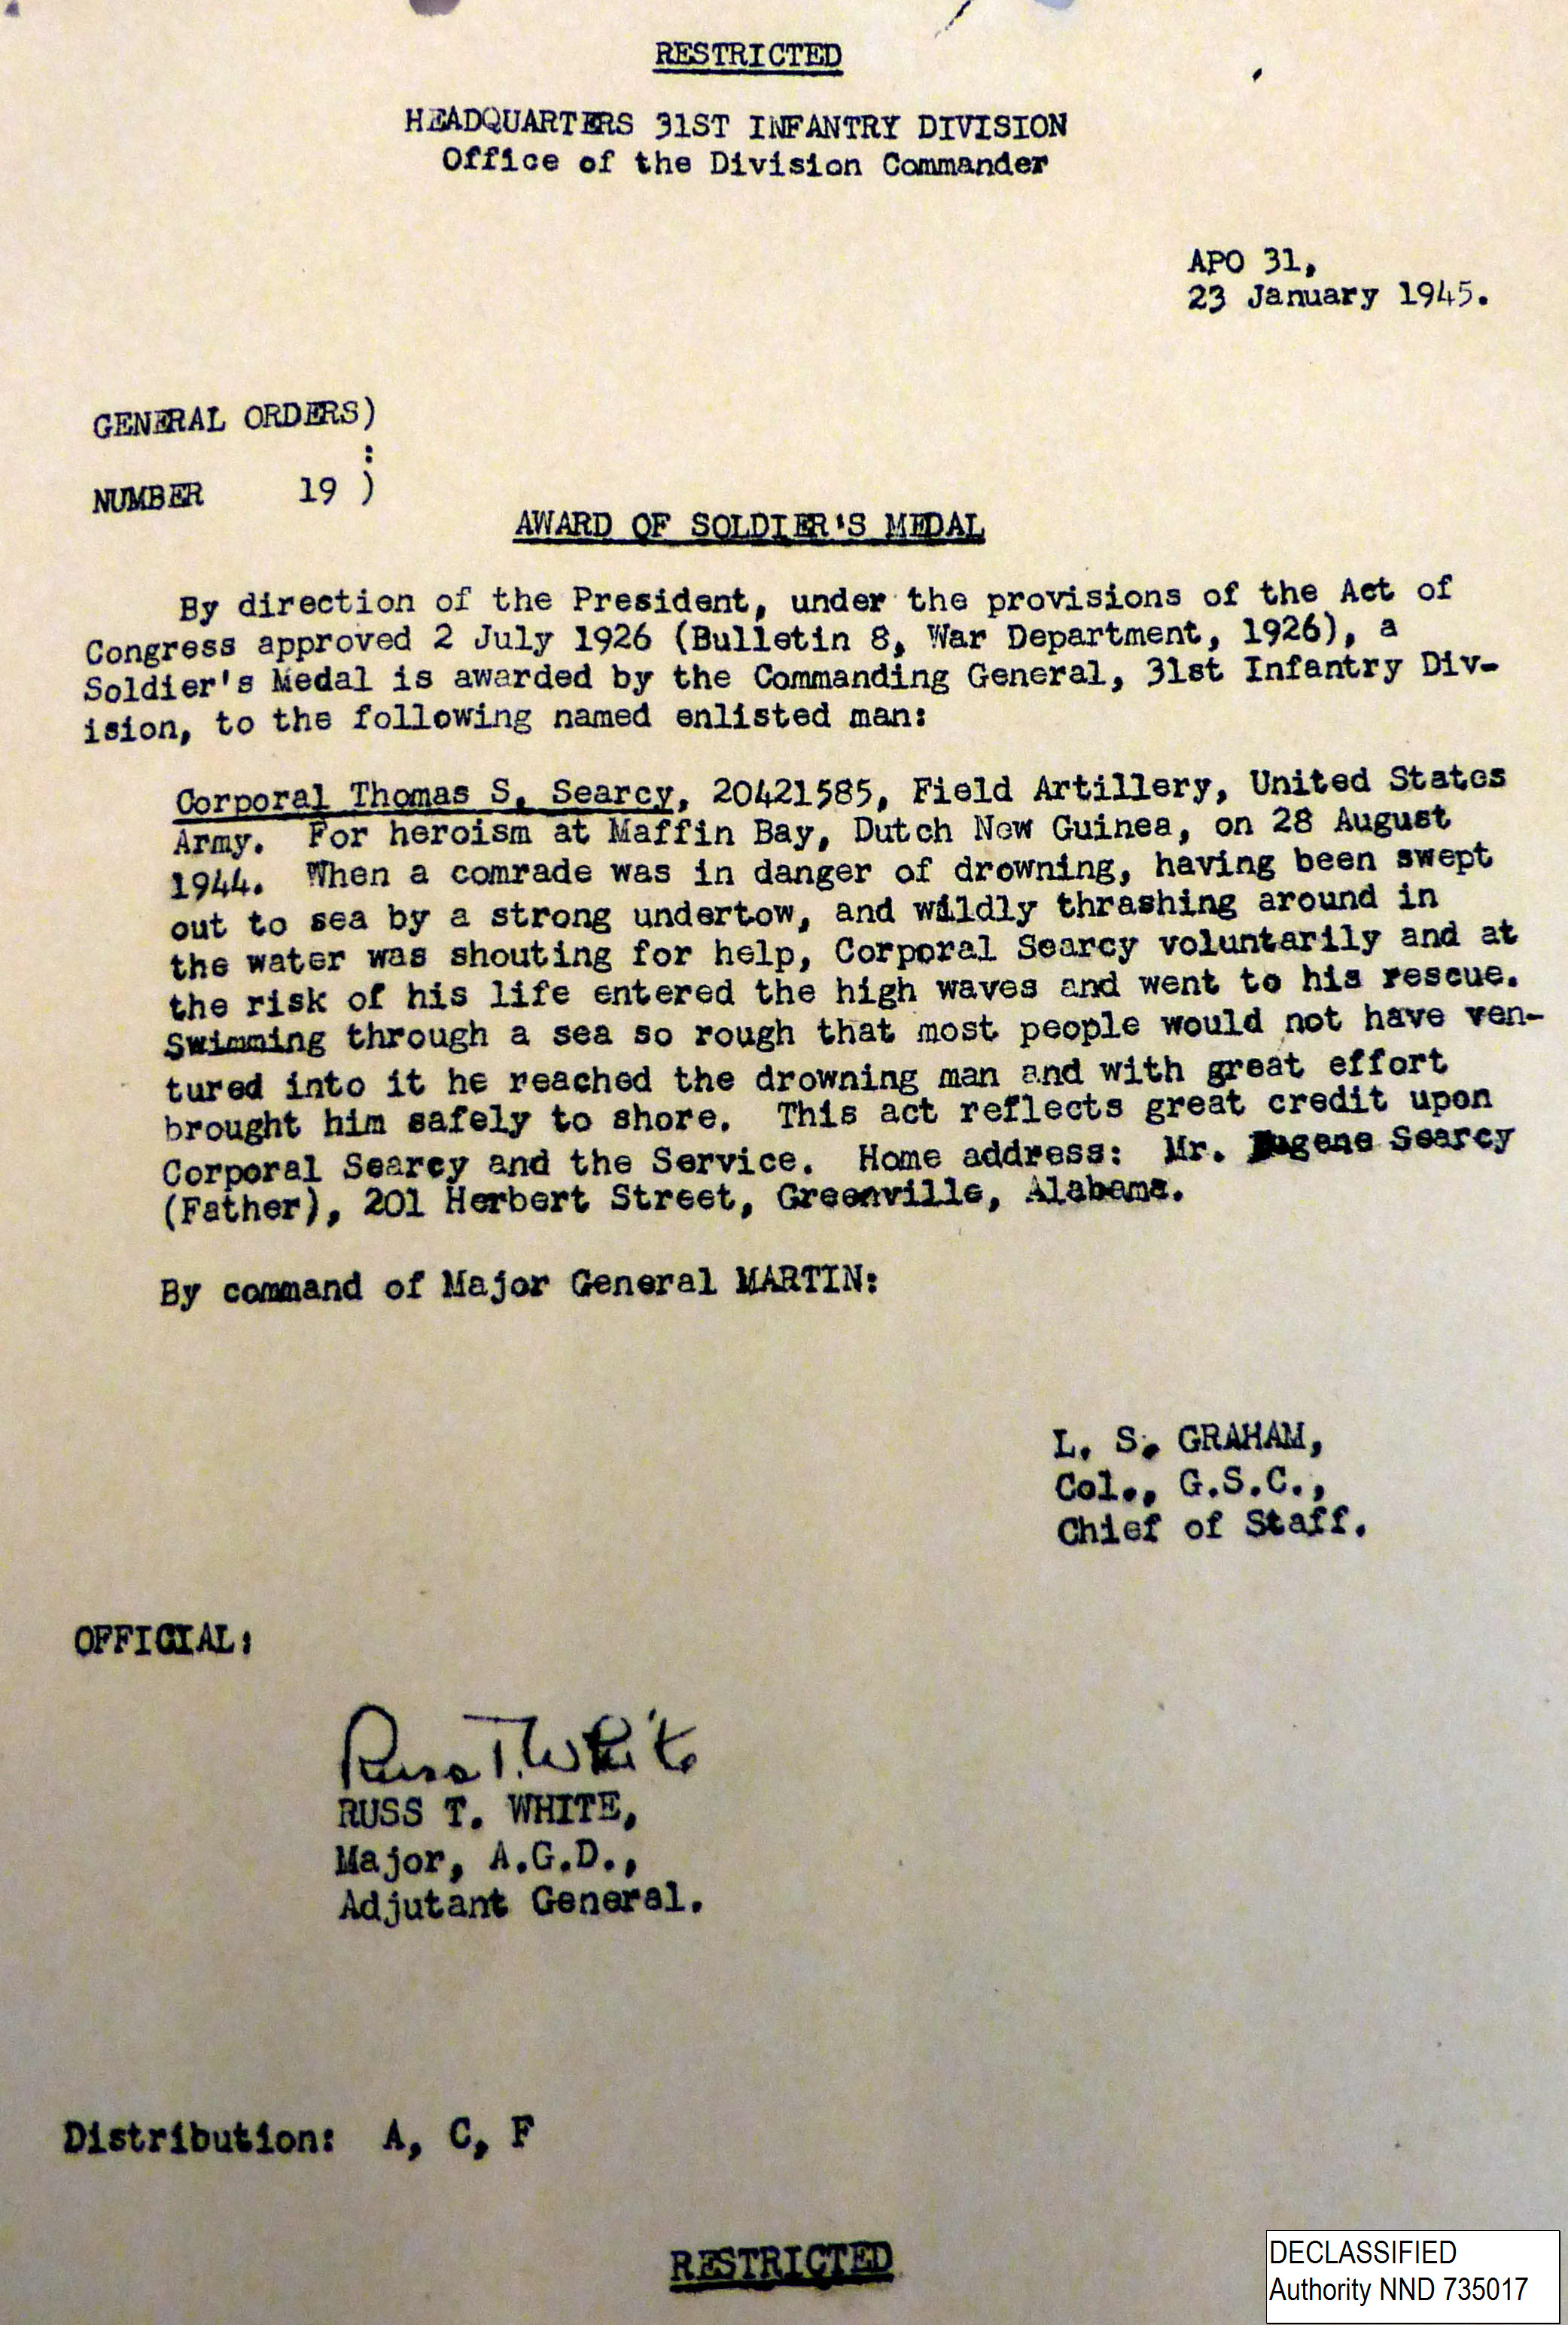 RESTRICTED
HEADQUARTERS 31ST INFANTRY DIVISION
Office of the Division Commander
APO 31,
23 January 1945.
GENERAL ORDERS)
:
NUMBER 19 )
AWARD OF SOLDIER'S MEDAL
By direction of the President, under the provisions of the Act of
Congress approved 2 July 1926 (Bulletin 8, War Department, 1926), a
Soldier's Medal is awarded by the Commanding General, 31st Infantry Div-
ision, to the following named enlisted man:
Corporal Thomas S. Searcy, 20421585, Field Artillery, United States
Army. For heroism at Maffin Bay, Dutch New Guinea, on 28 August
1944. When a comrade was in danger of drowning, having been swept
out to sea by a strong undertow, and wildly thrashing around in
the water was shouting for help, Corporal Searcy voluntarily and at
the risk of his life entered the high waves and went to his rescue.
Swimming through a sea so rough that most people would not have ven-
tured into it he reached the drowning man and with great effort
brought him safely to shore. This act reflects great credit upon
Corporal Searcy and the Service. Home address: Mr. Eugene Searcy
(Father), 201 Herbert Street, Greenville, Alabama.
By command of Major General MARTIN:
L. S. GRAHAM,
Col., G.S.C.,
Chief of Staff.
OFFICIAL:
Russ T. White
RUSS T. WHITE,
Major, A.G.D.,
Adjutant General.
Distribution: A, C, F
RESTRICTED
DECLASSIFIED
Authority NND 735017